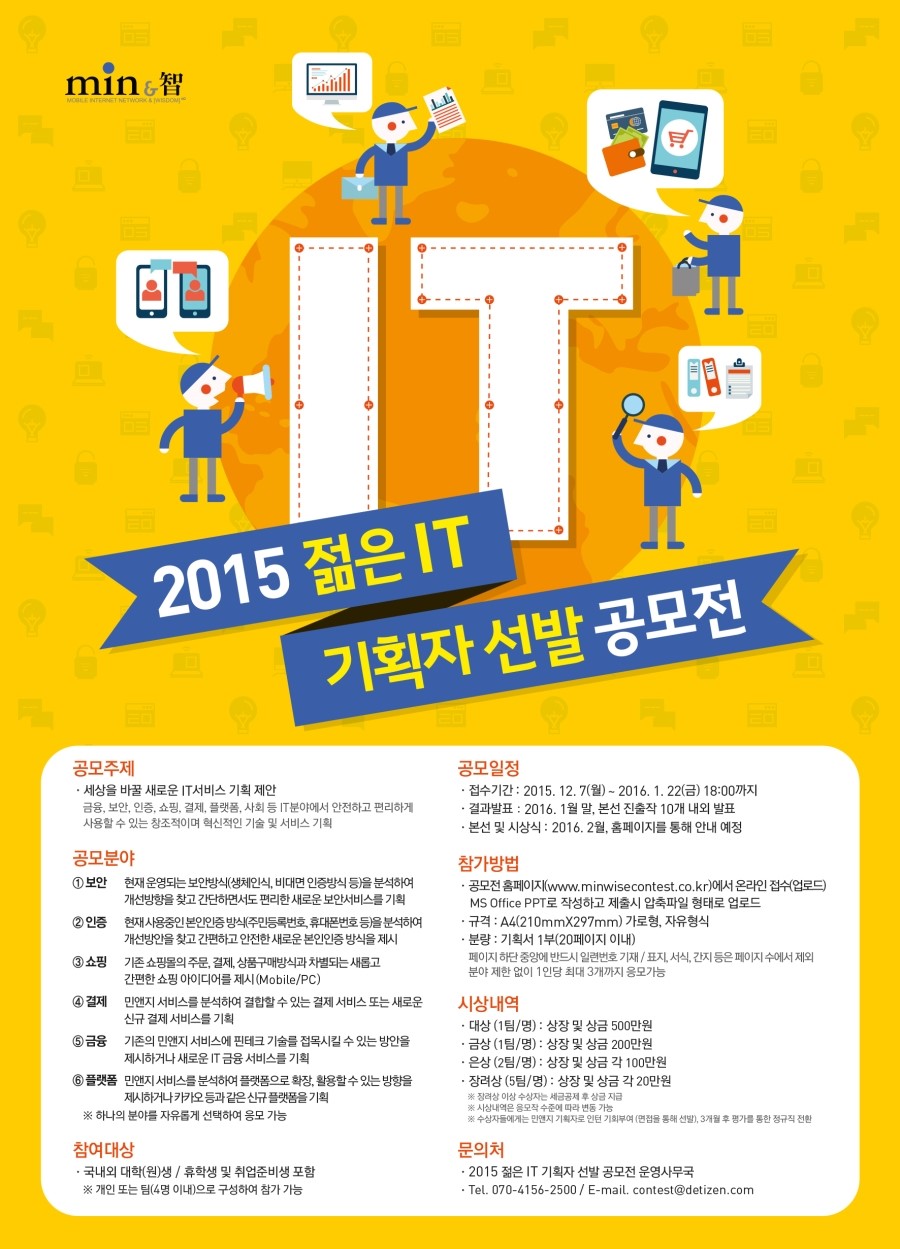 min&智
MOBILE INTERNET NETWORK & [WISDOM]
IT
2015 젊은 IT
기획자 선발 공모전
공모주제
· 세상을 바꿀 새로운 IT서비스 기획 제안
금융, 보안, 인증, 쇼핑, 결제, 플랫폼, 사회 등 IT분야에서 안전하고 편리하게
사용할 수 있는 창조적이며 혁신적인 기술 및 서비스 기획
공모분야
① 보안 현재 운영되는 보안방식(생체인식, 비대면 인증방식 등)을 분석하여
개선방향을 찾고 간단하면서도 편리한 새로운 보안서비스를 기획
② 인증 현재 사용중인 본인인증 방식(주민등록번호, 휴대폰번호 등)을 분석하여
개선방안을 찾고 간편하고 안전한 새로운 본인인증 방식을 제시
③ 쇼핑 기존 쇼핑몰의 주문, 결제, 상품구매방식과 차별되는 새롭고
간편한 쇼핑 아이디어를 제시(Mobile/PC)
④ 결제 민앤지 서비스를 분석하여 결합할 수 있는 결제 서비스 또는 새로운
신규 결제 서비스를 기획
⑤ 금융 기존의 민앤지 서비스에 핀테크 기술를 접목시킬 수 있는 방안을
제시하거나 새로운 IT 금융 서비스를 기획
⑥ 플랫폼 민앤지 서비스를 분석하여 플랫폼으로 확장, 활용할 수 있는 방향을
제시하거나 카카오 등과 같은 신규 플랫폼을 기획
※ 하나의 분야를 자유롭게 선택하여 응모 가능
참여대상
· 국내외 대학(원)생 / 휴학생 및 취업준비생 포함
※ 개인 또는 팀(4명 이내)으로 구성하여 참가 가능
공모일정
· 접수기간 : 2015. 12. 7(월) ~ 2016. 1. 22(금) 18:00까지
· 결과발표 : 2016. 1월 말, 본선 진출작 10개 내외 발표
· 본선 및 시상식 : 2016. 2월, 홈페이지를 통해 안내 예정
참가방법
· 공모전 홈페이지(www.minwisecontest.co.kr)에서 온라인 접수(업로드)
MS Office PPT로 작성하고 제출시 압축파일 형태로 업로드
· 규격 : A4(210mmX297mm) 가로형, 자유형식
· 분량 : 기획서 1부(20페이지 이내)
페이지 하단 중앙에 반드시 일련번호 기재 / 표지, 서식, 간지 등은 페이지 수에서 제외
분야 제한 없이 1인당 최대 3개까지 응모가능
시상내역
· 대상 (1팀/명) : 상장 및 상금 500만원
· 금상 (1팀/명) : 상장 및 상금 200만원
· 은상 (2팀/명) : 상장 및 상금 각 100만원
· 장려상 (5팀/명) : 상장 및 상금 각 20만원
※ 장려상 이상 수상자는 세금공제 후 상금 지급
※ 시상내역은 응모작 수준에 따라 변동 가능
※ 수상자들에게는 민앤지 기획자로 인턴 기회부여 (면접을 통해 선발), 3개월 후 평가를 통한 정규직 전환
문의처
· 2015 젊은 IT 기획자 선발 공모전 운영사무국
· Tel. 070-4156-2500 / E-mail. contest@detizen.com